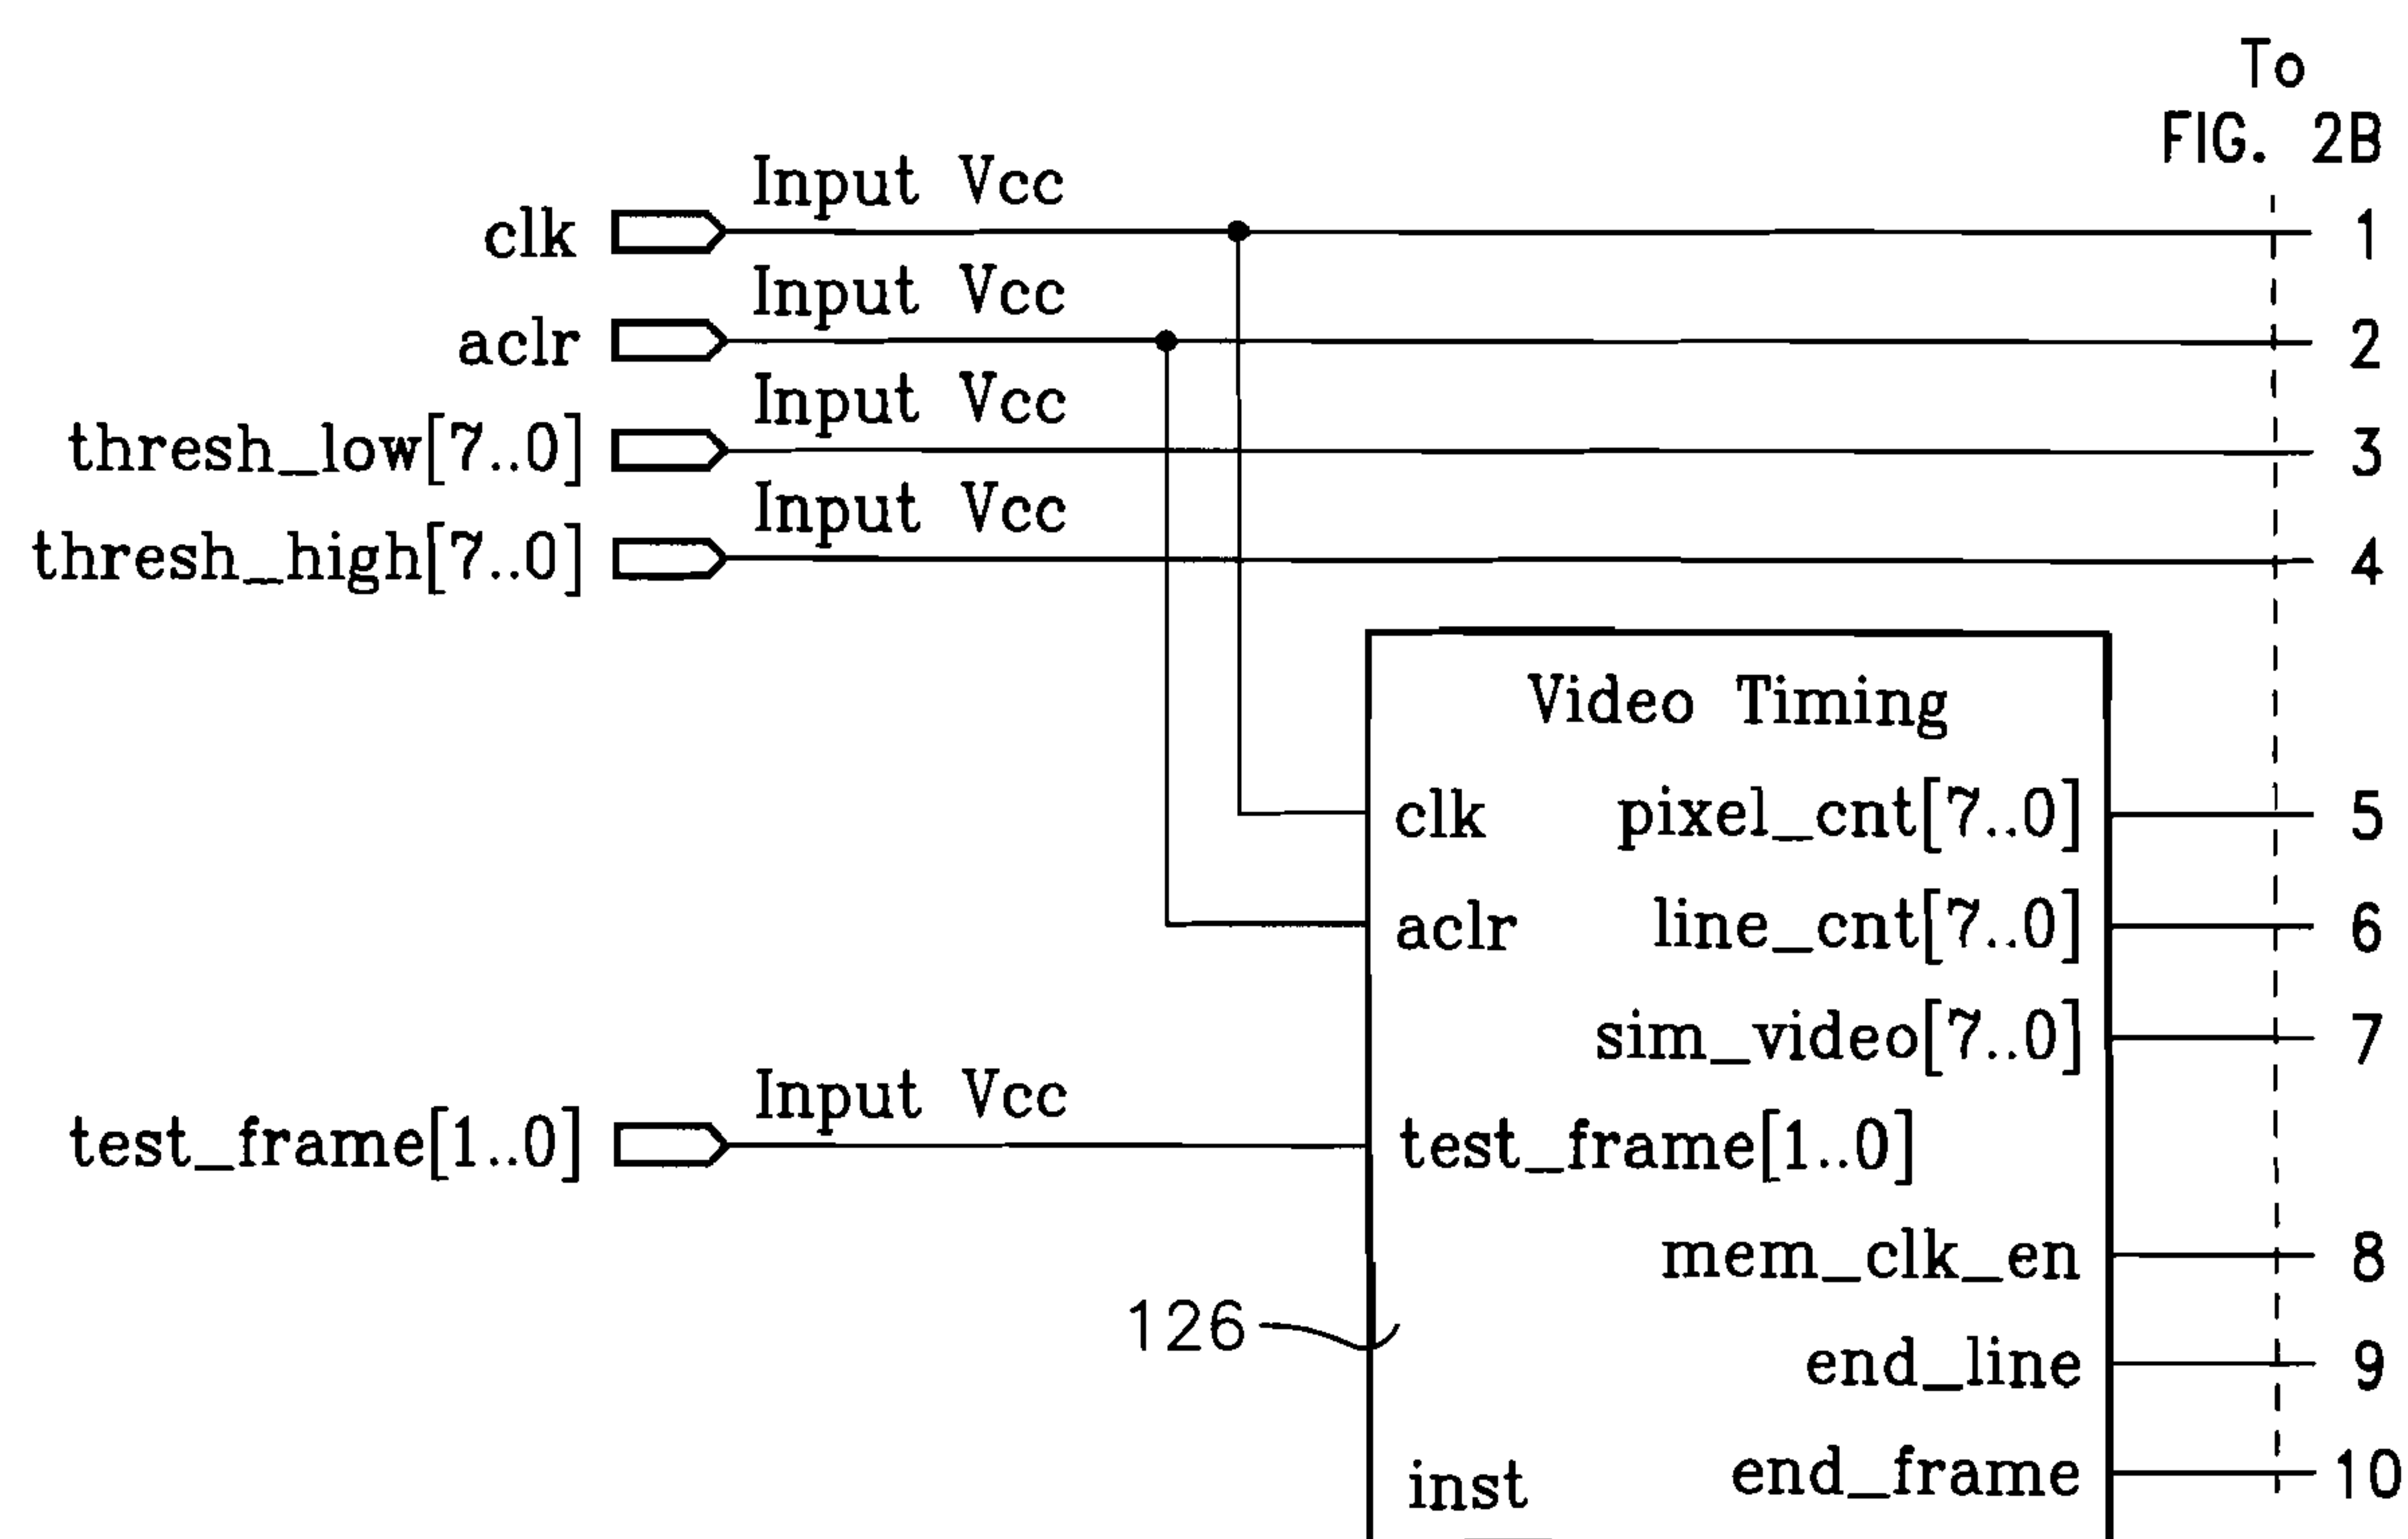 To
FIG. 2B
Input Vcc
clk 1
Input Vcc
aclr 2
Input Vcc
thresh_low[7..0] 3
Input Vcc
thresh_high[7..0] 4
Video Timing
clk pixel_cnt[7..0] 5
aclr line_cnt[7..0] 6
sim_video[7..0] 7
Input Vcc
test_frame[1..0] test_frame[1..0]
mem_clk_en 8
126
end_line 9
inst end_frame 10